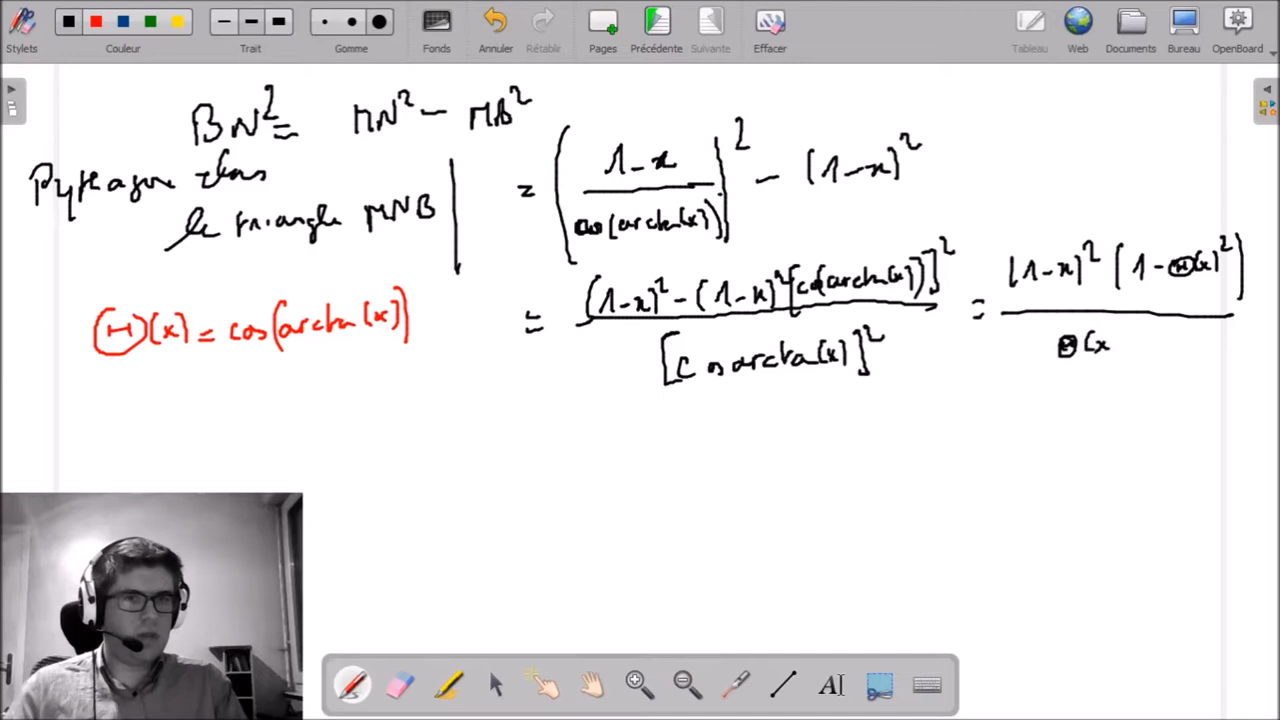 Stylets Couleur Trait Gomme Fonds Annuler Rétablir Pages Précédente Suivante Effacer Tableau Web Documents Bureau OpenBoard
BN² = MN² - MB²
Pythagore dans
le triangle MNB
= (1-x / cos(arctan(x)))² - (1-x)²
= (1-x)² - (1-x)² [cos(arctan(x))]² / [cos arctan(x)]² = (1-x)² (1-Θ(x)²) / Θ(x
Θ(x) = cos(arctan(x))